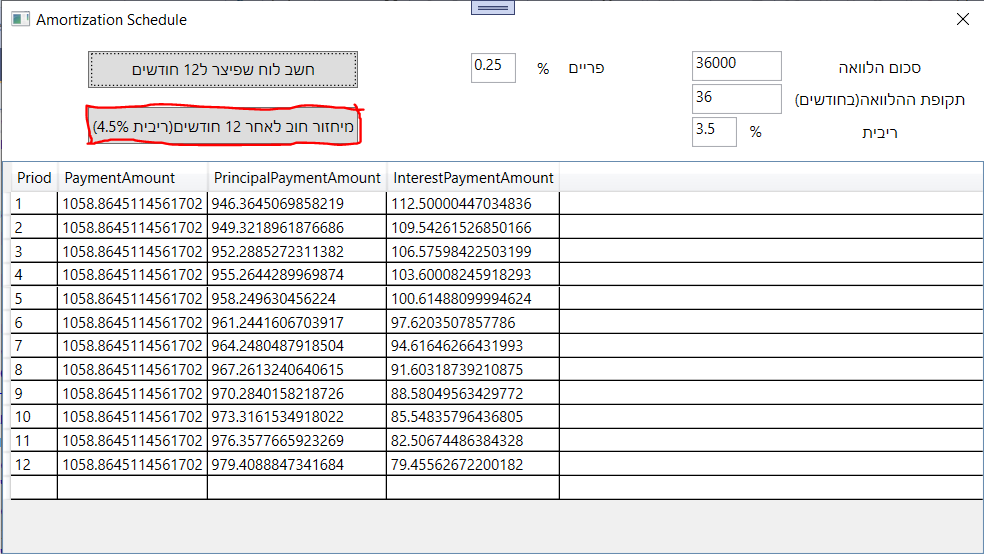 Amortization Schedule
חשב לוח שפיצר ל12 חודשים
0.25 % פריים
36000 סכום הלוואה
36 תקופת ההלוואה(בחודשים)
מיחזור חוב לאחר 12 חודשים(ריבית 4.5%)
3.5 % ריבית
Priod PaymentAmount PrincipalPaymentAmount InterestPaymentAmount
1 1058.8645114561702 946.3645069858219 112.50000447034836
2 1058.8645114561702 949.3218961876686 109.54261526850166
3 1058.8645114561702 952.2885272311382 106.57598422503199
4 1058.8645114561702 955.2644289969874 103.60008245918293
5 1058.8645114561702 958.249630456224 100.61488099994624
6 1058.8645114561702 961.2441606703917 97.6203507857786
7 1058.8645114561702 964.2480487918504 94.61646266431993
8 1058.8645114561702 967.2613240640615 91.60318739210875
9 1058.8645114561702 970.2840158218726 88.58049563429772
10 1058.8645114561702 973.3161534918022 85.54835796436805
11 1058.8645114561702 976.3577665923269 82.50674486384328
12 1058.8645114561702 979.4088847341684 79.45562672200182